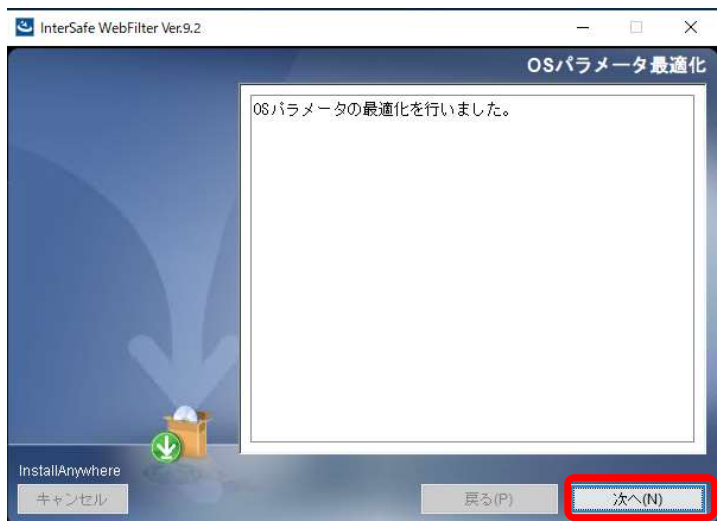 InterSafe WebFilter Ver.9.2
OSパラメータ最適化
OSパラメータの最適化を行いました。
InstallAnywhere
キャンセル
戻る(P)
次へ(N)